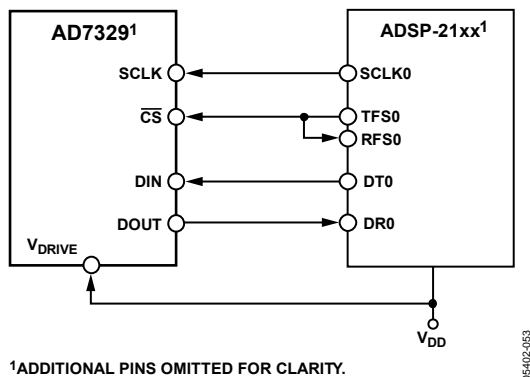 AD7329¹
ADSP-21xx¹
SCLK
SCLK0
C̅S̅
TFS0
RFS0
DIN
DT0
DOUT
DR0
VDRIVE
VDD
¹ADDITIONAL PINS OMITTED FOR CLARITY.
05402-053